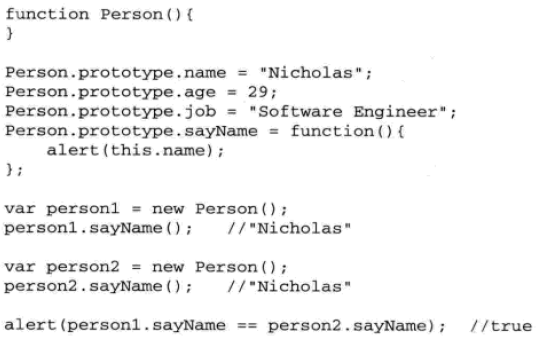 function Person(){
}
Person.prototype.name = "Nicholas";
Person.prototype.age = 29;
Person.prototype.job = "Software Engineer";
Person.prototype.sayName = function(){
    alert(this.name);
};
var person1 = new Person();
person1.sayName();   //"Nicholas"
var person2 = new Person();
person2.sayName();   //"Nicholas"
alert(person1.sayName == person2.sayName);  //true